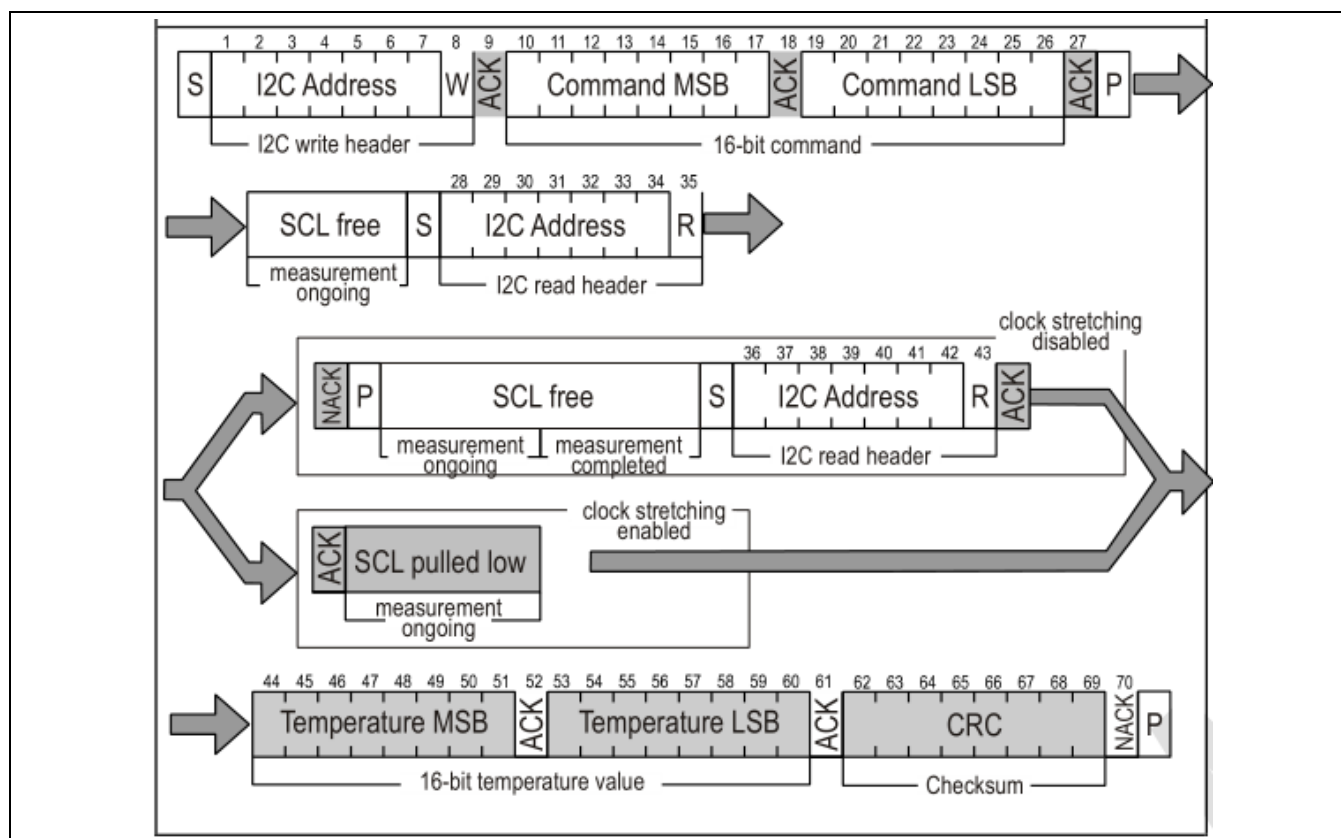 1 2 3 4 5 6 7 8 9 10 11 12 13 14 15 16 17 18 19 20 21 22 23 24 25 26 27
S I2C Address W ACK Command MSB ACK Command LSB ACK P
I2C write header 16-bit command
28 29 30 31 32 33 34 35
SCL free S I2C Address R
measurement
ongoing
I2C read header
clock stretching
disabled
36 37 38 39 40 41 42 43
NACK P SCL free S I2C Address R ACK
measurement
ongoing
measurement
completed
I2C read header
clock stretching
enabled
ACK SCL pulled low
measurement
ongoing
44 45 46 47 48 49 50 51 52 53 54 55 56 57 58 59 60 61 62 63 64 65 66 67 68 69 70
Temperature MSB ACK Temperature LSB ACK CRC NACK P
16-bit temperature value Checksum